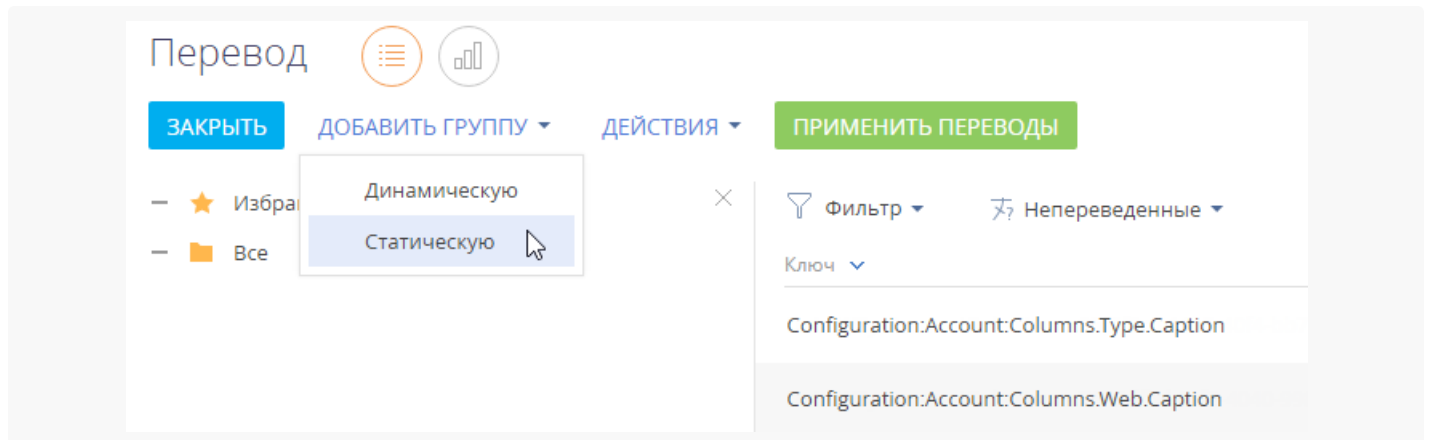 Перевод
ЗАКРЫТЬ ДОБАВИТЬ ГРУППУ ДЕЙСТВИЯ ПРИМЕНИТЬ ПЕРЕВОДЫ
Динамическую
Статическую
Все
Фильтр Непереведенные
Ключ
Configuration:Account:Columns.Type.Caption
Configuration:Account:Columns.Web.Caption